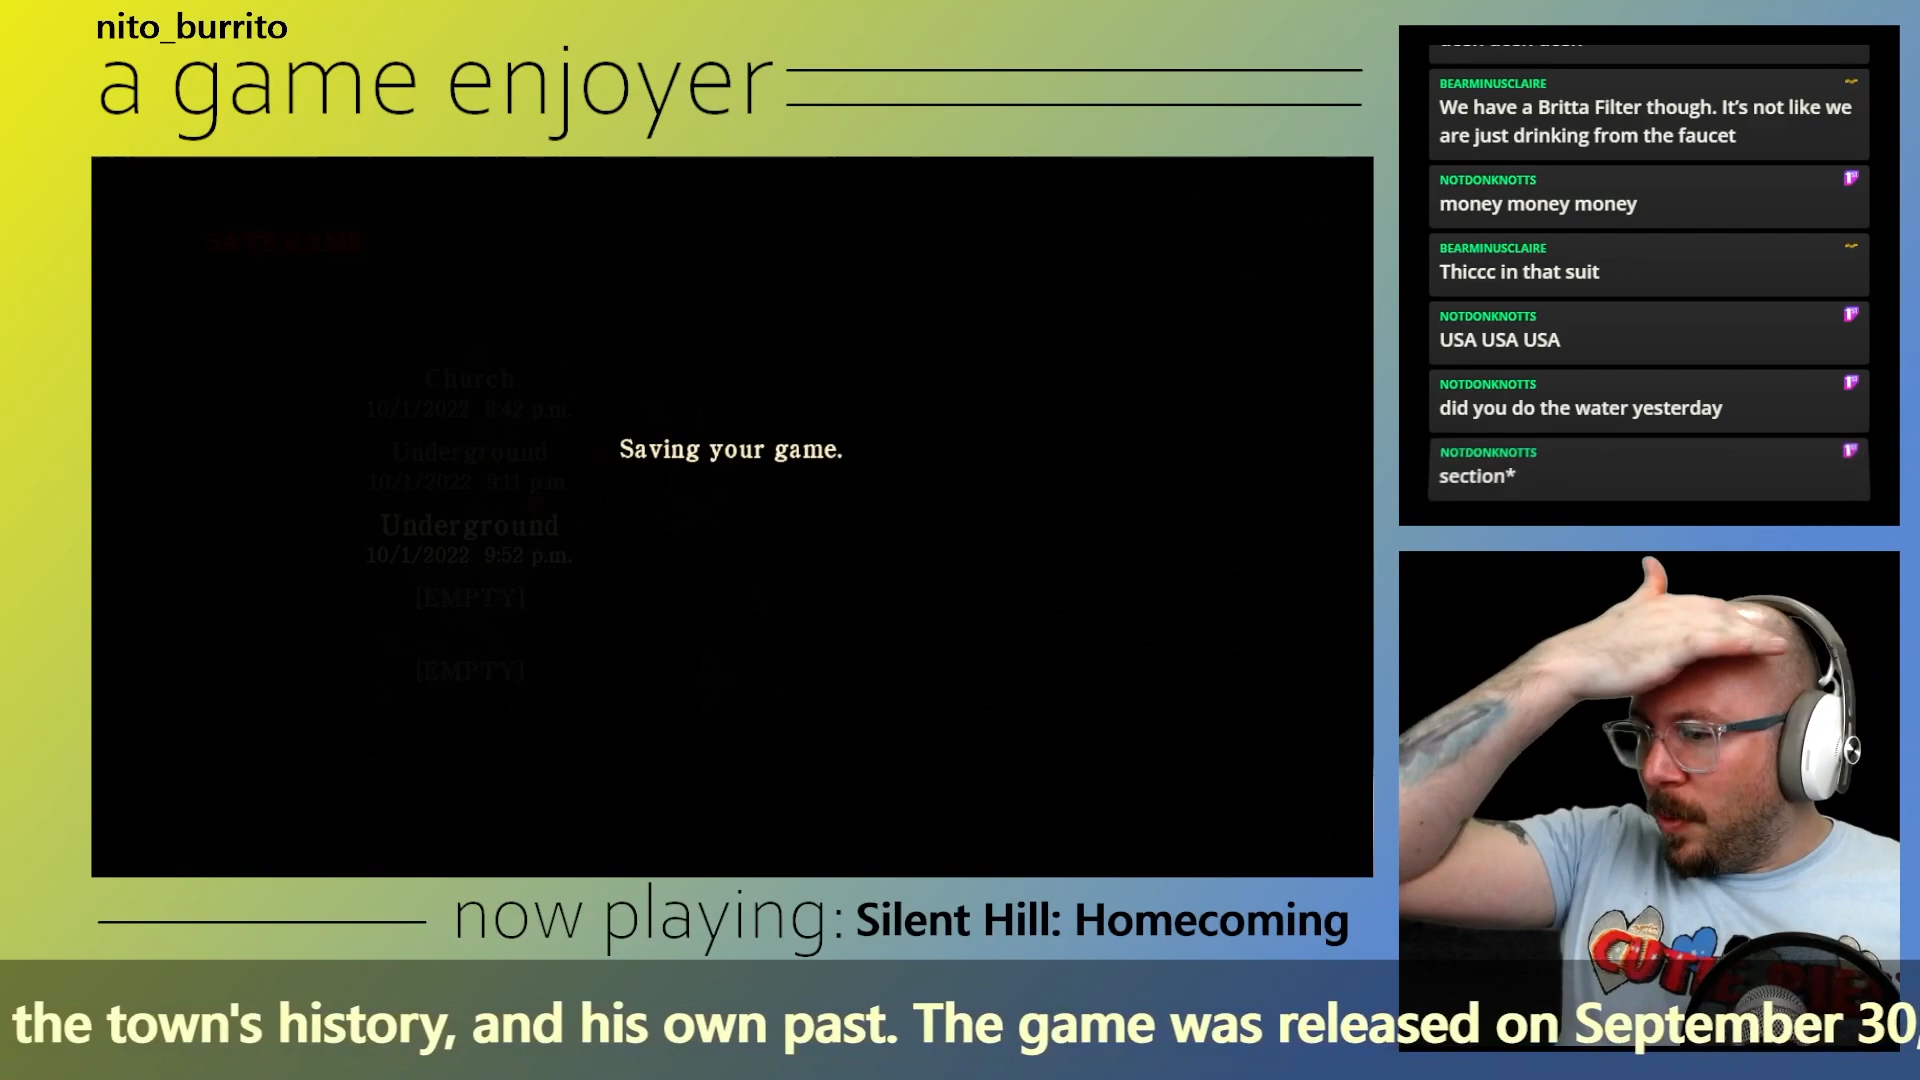 nito_burrito
a game enjoyer
SAVE GAME
Church
10/1/2022 8:42 p.m.
Underground
10/1/2022 9:11 p.m.
Saving your game.
Underground
10/1/2022 9:52 p.m.
[EMPTY]
[EMPTY]
now playing: Silent Hill: Homecoming
BEARMINUSCLAIRE
We have a Britta Filter though. It's not like we
are just drinking from the faucet
NOTDONKNOTTS
money money money
BEARMINUSCLAIRE
Thiccc in that suit
NOTDONKNOTTS
USA USA USA
NOTDONKNOTTS
did you do the water yesterday
NOTDONKNOTTS
section*
CUTIE PIE
the town's history, and his own past. The game was released on September 30,